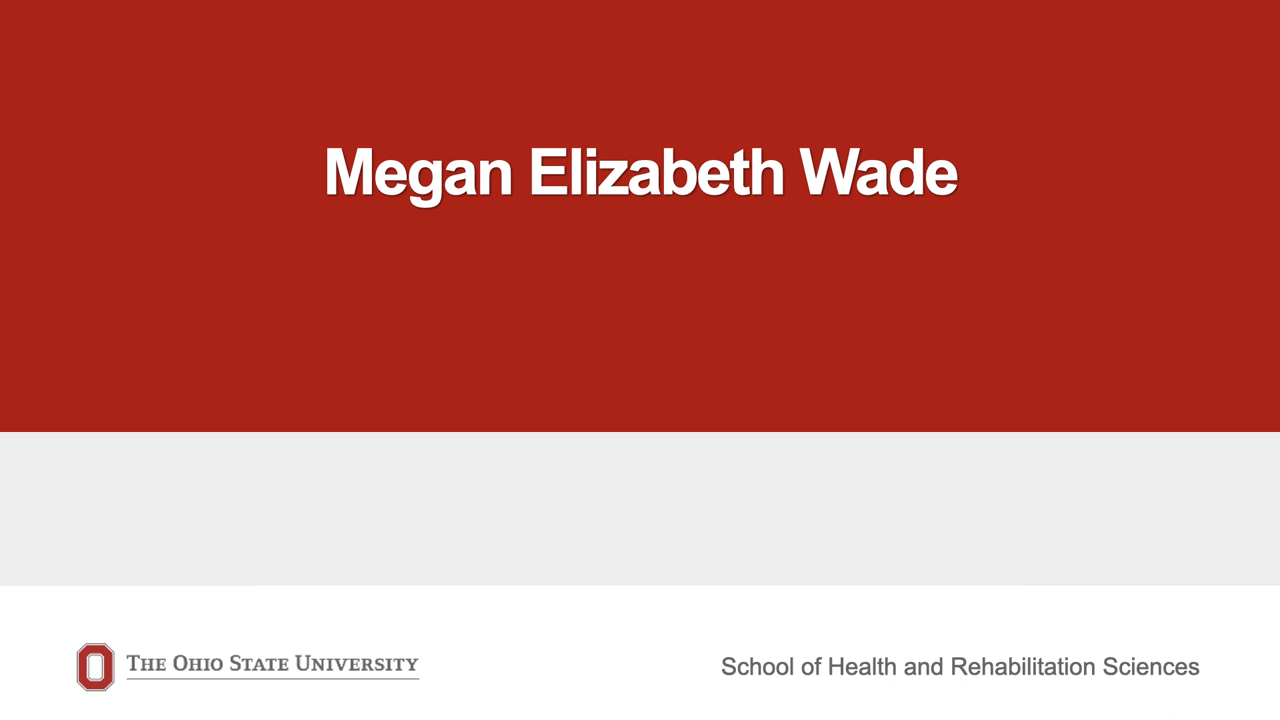 Megan Elizabeth Wade
THE OHIO STATE UNIVERSITY
School of Health and Rehabilitation Sciences